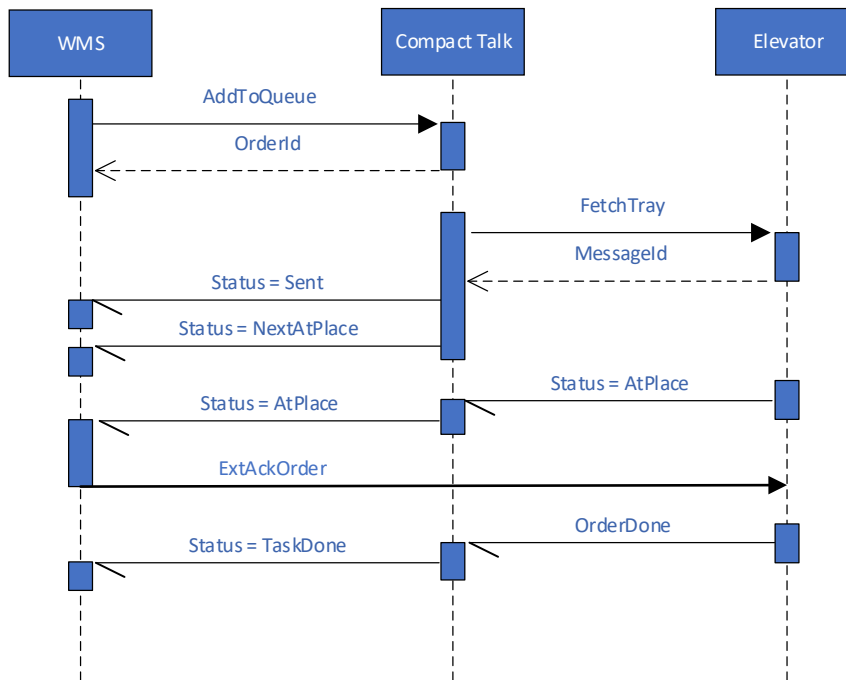 WMS
Compact Talk
Elevator
AddToQueue
OrderId
FetchTray
MessageId
Status = Sent
Status = NextAtPlace
Status = AtPlace
Status = AtPlace
ExtAckOrder
OrderDone
Status = TaskDone